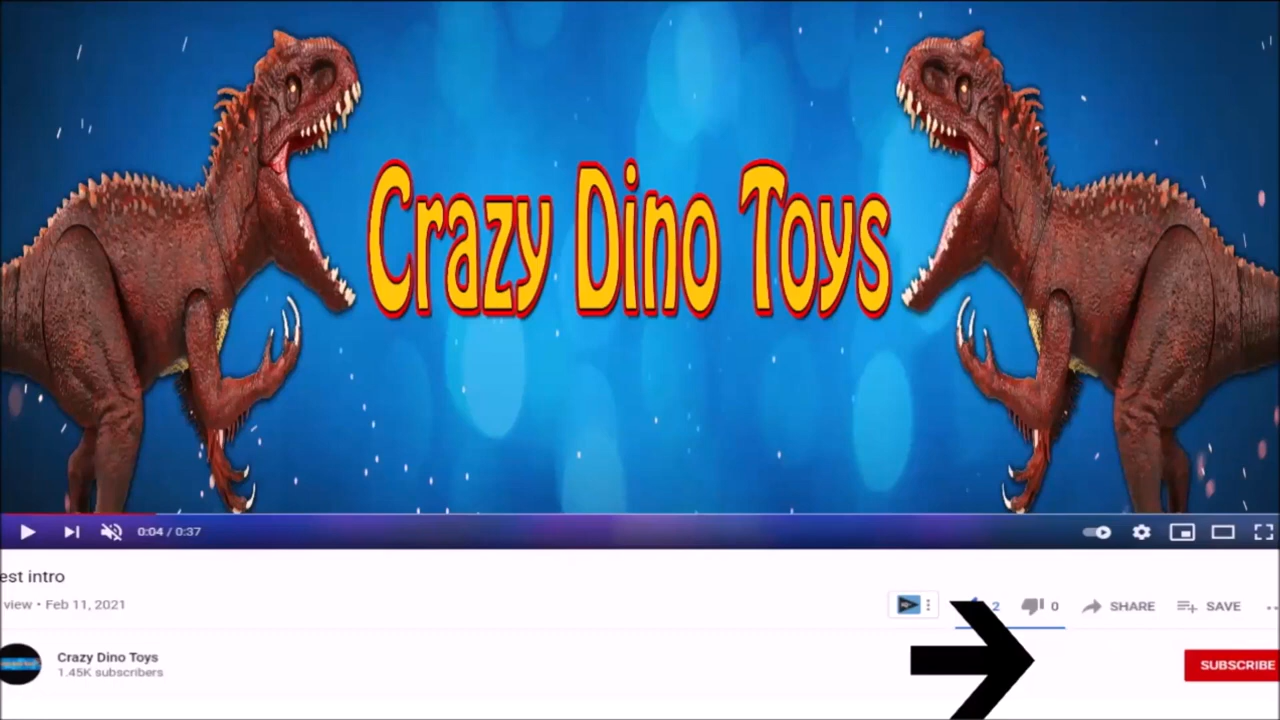 Crazy Dino Toys
0:04 / 0:37
est intro
view • Feb 11, 2021
2
0
SHARE
SAVE
Crazy Dino Toys
1.45K subscribers
SUBSCRIBE